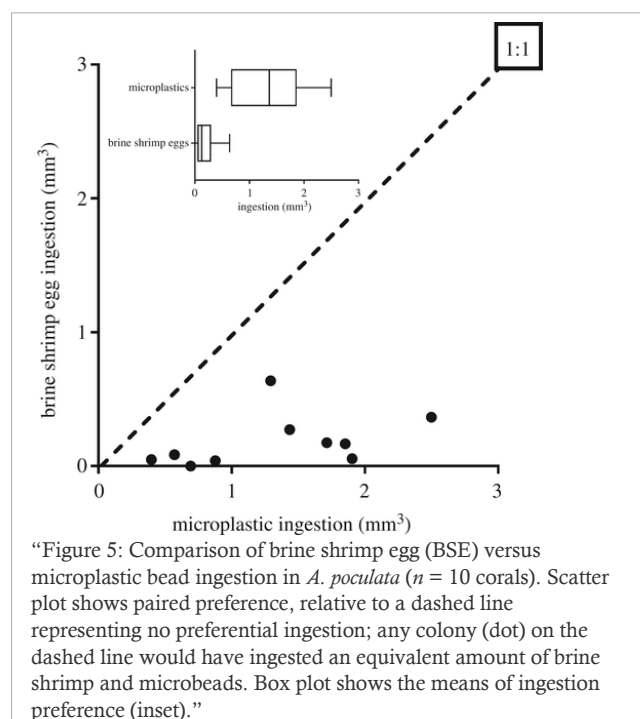 1:1
3
2
1
0
brine shrimp egg ingestion (mm³)
microplastics
brine shrimp eggs
0 1 2 3
ingestion (mm³)
0 1 2 3
microplastic ingestion (mm³)
“Figure 5: Comparison of brine shrimp egg (BSE) versus
microplastic bead ingestion in A. poculata (n = 10 corals). Scatter
plot shows paired preference, relative to a dashed line
representing no preferential ingestion; any colony (dot) on the
dashed line would have ingested an equivalent amount of brine
shrimp and microbeads. Box plot shows the means of ingestion
preference (inset).”